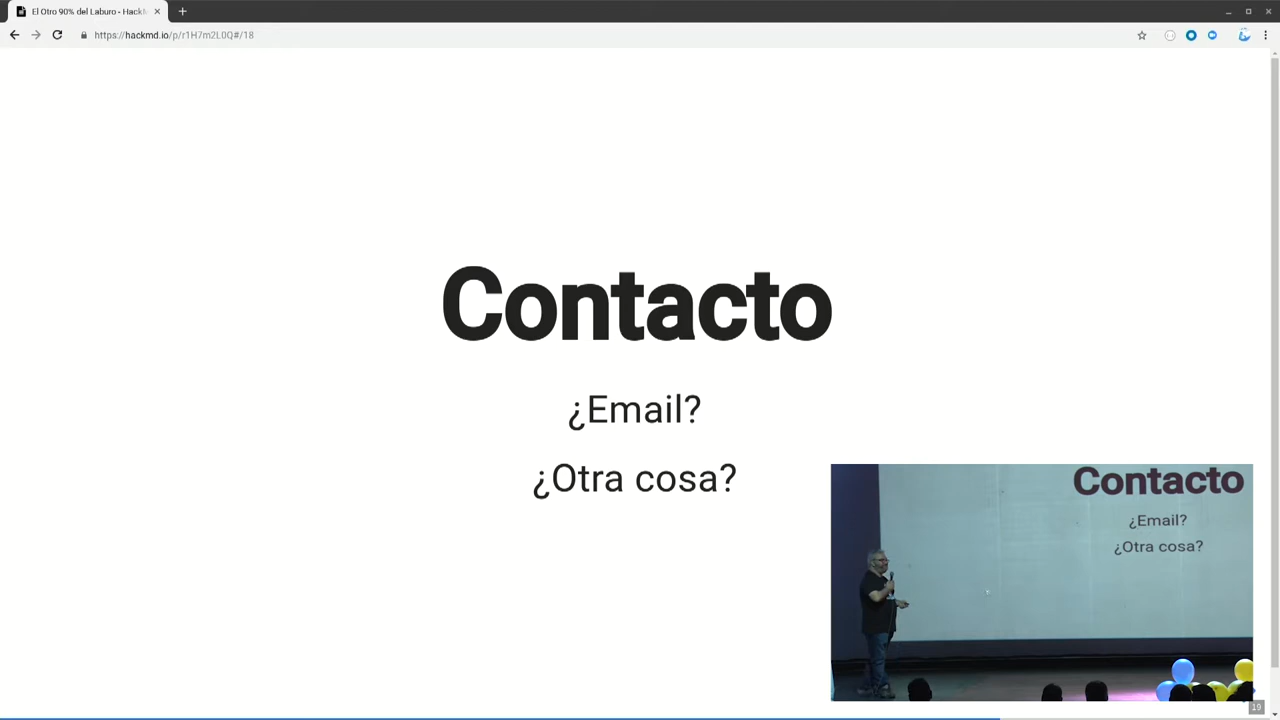 El Otro 90% del Laburo - Hack
https://hackmd.io/p/r1H7m2L0Q#/18
Contacto
¿Email?
¿Otra cosa?
Contacto
¿Email?
¿Otra cosa?
19